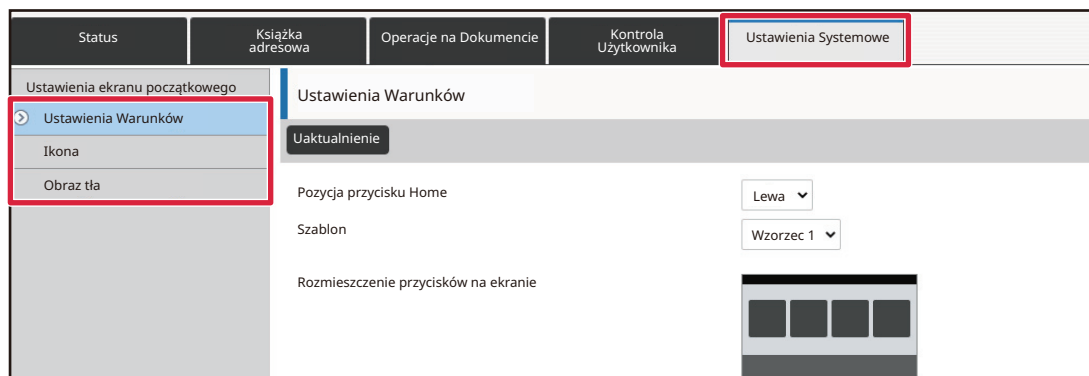 Status
Książka
adresowa
Operacje na Dokumencie
Kontrola
Użytkownika
Ustawienia Systemowe
Ustawienia ekranu początkowego
Ustawienia Warunków
Ikona
Obraz tła
Ustawienia Warunków
Uaktualnienie
Pozycja przycisku Home
Lewa
Szablon
Wzorzec 1
Rozmieszczenie przycisków na ekranie